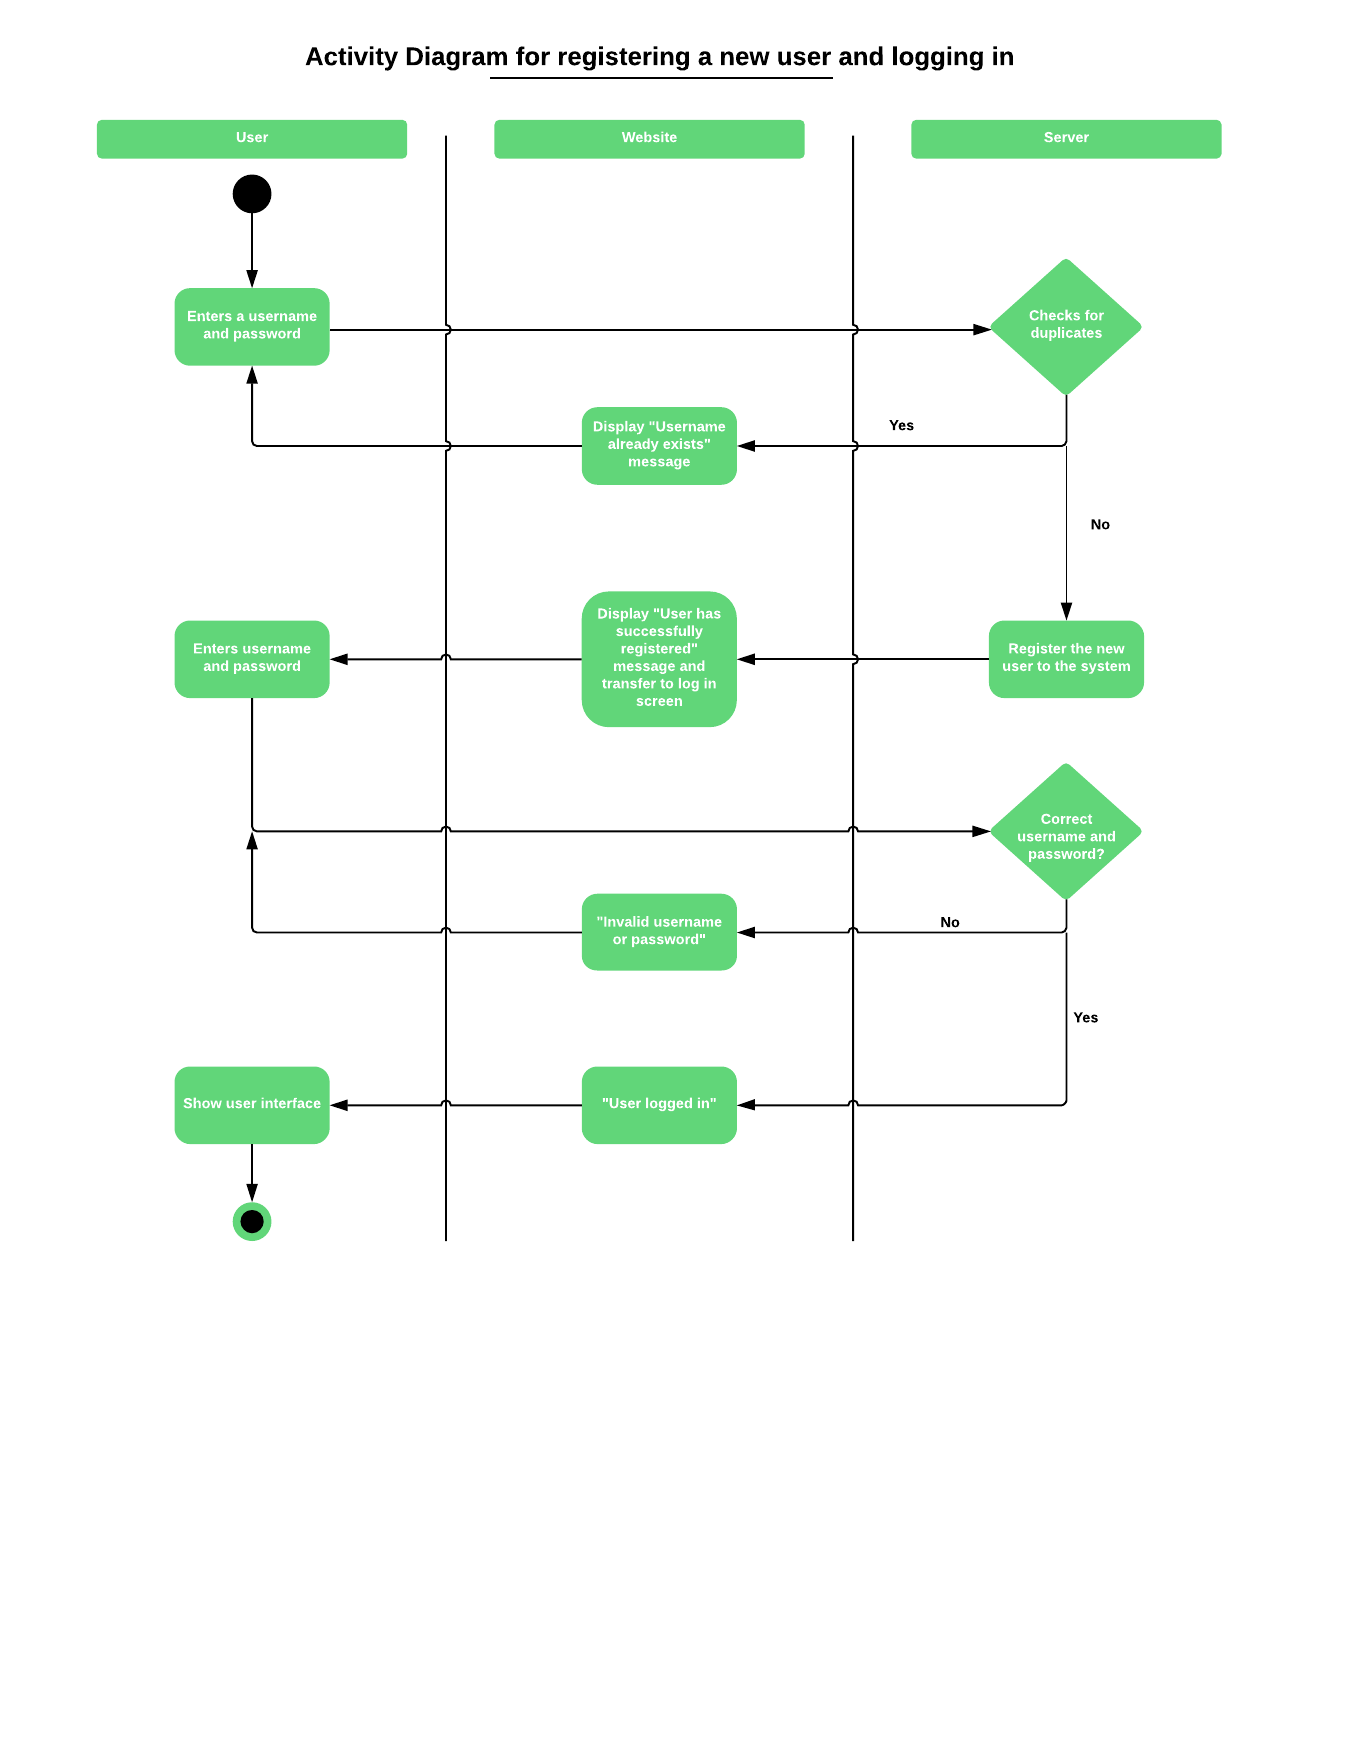 Activity Diagram for registering a new user and logging in
User
Website
Server
Enters a username
and password
Checks for
duplicates
Display "Username
already exists"
message
Yes
No
Enters username
and password
Display "User has
successfully
registered"
message and
transfer to log in
screen
Register the new
user to the system
Correct
username and
password?
"Invalid username
or password"
No
Yes
Show user interface
"User logged in"